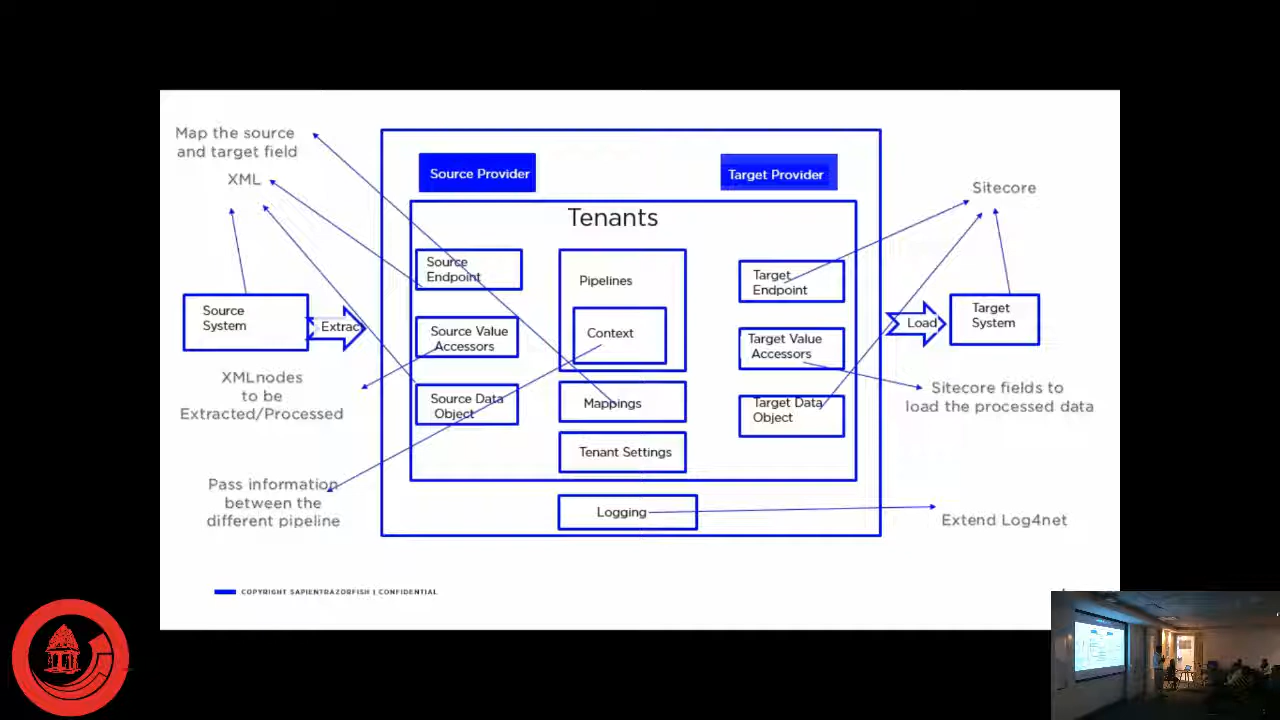 Map the source
and target field
XML
Source
System
Extract
XMLnodes
to be
Extracted/Processed
Pass information
between the
different pipeline
Source Provider
Target Provider
Tenants
Source
Endpoint
Source Value
Accessors
Source Data
Object
Pipelines
Context
Mappings
Tenant Settings
Logging
Target
Endpoint
Target Value
Accessors
Target Data
Object
Sitecore
Load
Target
System
Sitecore fields to
load the processed data
Extend Log4net
COPYRIGHT SAPIENTRAZORFISH | CONFIDENTIAL